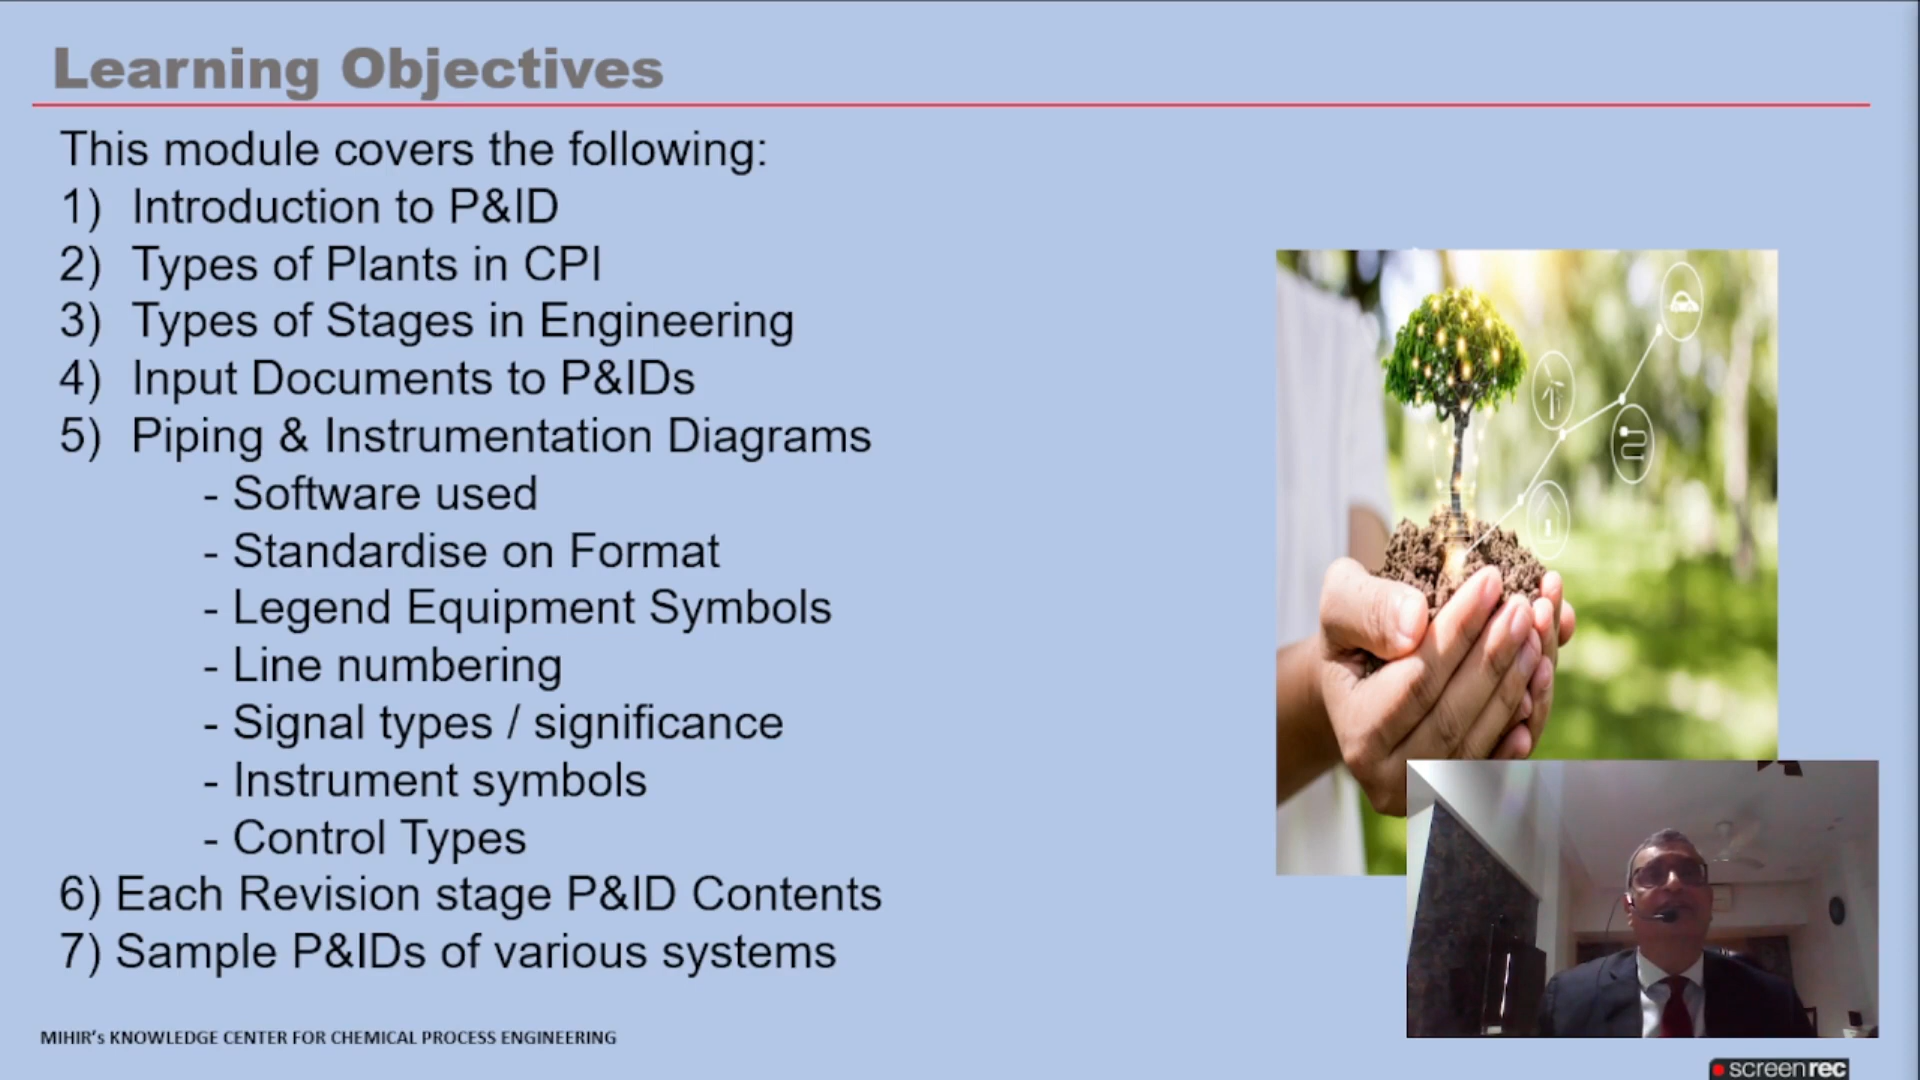 Learning Objectives
This module covers the following:
1) Introduction to P&ID
2) Types of Plants in CPI
3) Types of Stages in Engineering
4) Input Documents to P&IDs
5) Piping & Instrumentation Diagrams
- Software used
- Standardise on Format
- Legend Equipment Symbols
- Line numbering
- Signal types / significance
- Instrument symbols
- Control Types
6) Each Revision stage P&ID Contents
7) Sample P&IDs of various systems
MIHIR's KNOWLEDGE CENTER FOR CHEMICAL PROCESS ENGINEERING
screenrec